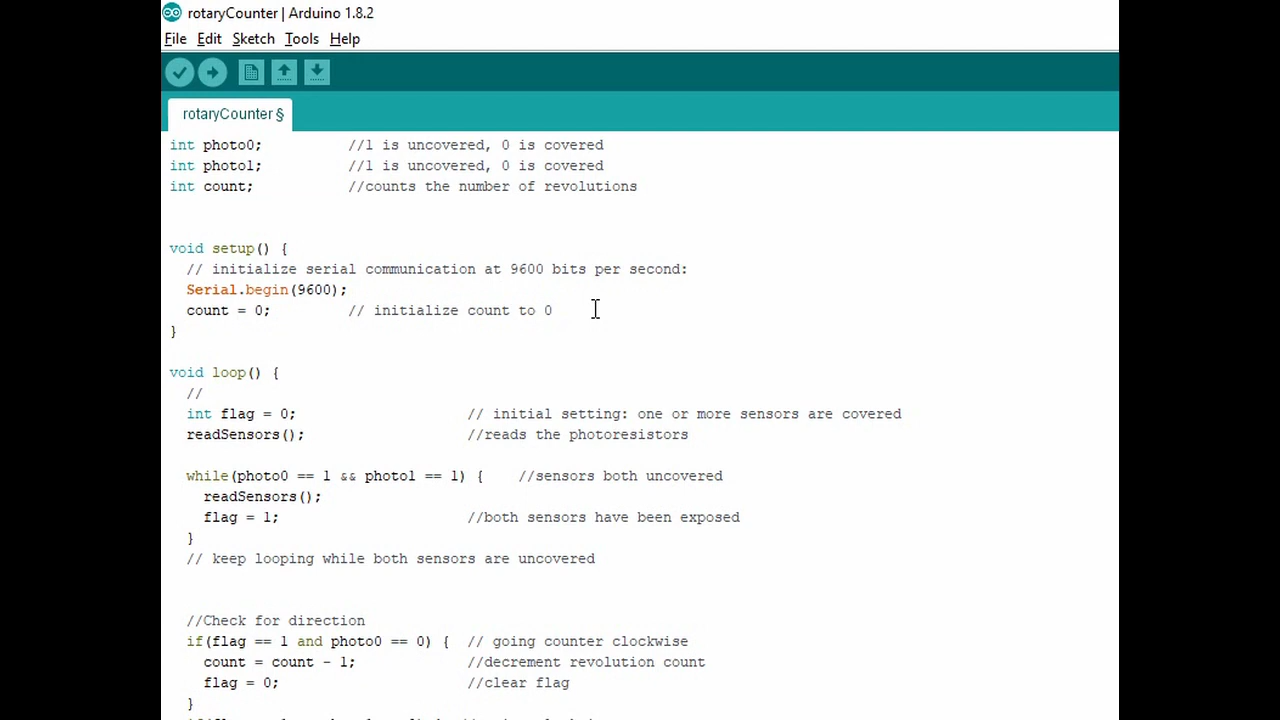 rotaryCounter | Arduino 1.8.2
File Edit Sketch Tools Help
rotaryCounter §
int photo0; //1 is uncovered, 0 is covered
int photo1; //1 is uncovered, 0 is covered
int count; //counts the number of revolutions
void setup() {
// initialize serial communication at 9600 bits per second:
Serial.begin(9600);
count = 0; // initialize count to 0
}
void loop() {
//
int flag = 0; // initial setting: one or more sensors are covered
readSensors(); //reads the photoresistors
while(photo0 == 1 && photo1 == 1) { //sensors both uncovered
readSensors();
flag = 1; //both sensors have been exposed
}
// keep looping while both sensors are uncovered
//Check for direction
if(flag == 1 and photo0 == 0) { // going counter clockwise
count = count - 1; //decrement revolution count
flag = 0; //clear flag
}